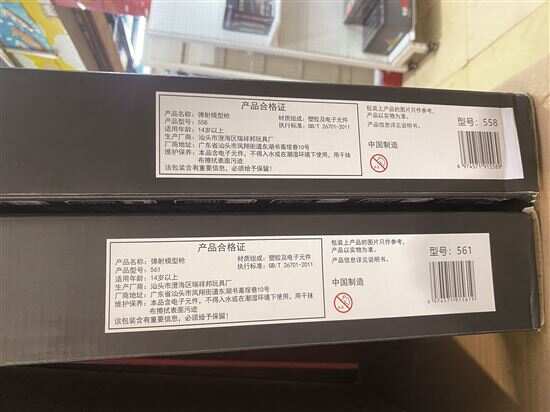 产品合格证
产品名称：弹射模型枪
产品型号：558
适用年龄：14岁以上
材质组成：塑胶及电子元件
执行标准：GB/T 26701-2011
厂商名称：汕头市澄海区瑞祥邦玩具厂
厂商地址：广东省汕头市凤翔街道东湖书斋埕巷10号
维护保养：本品含电子元件，不得入水或在潮湿环境下使用，用干抹
布擦拭表面污迹
该包装含有重要信息，必须给予保留！
包装上产品的图片只作参考，
产品以实物为准。
产品信息详见说明书。
中国制造
型号：558
产品合格证
产品名称：弹射模型枪
产品型号：561
适用年龄：14岁以上
材质组成：塑胶及电子元件
执行标准：GB/T 26701-2011
厂商名称：汕头市澄海区瑞祥邦玩具厂
厂商地址：广东省汕头市凤翔街道东湖书斋埕巷10号
维护保养：本品含电子元件，不得入水或在潮湿环境下使用，用干抹
布擦拭表面污迹
该包装含有重要信息，必须给予保留！
包装上产品的图片只作参考，
产品以实物为准。
产品信息详见说明书。
中国制造
型号：561